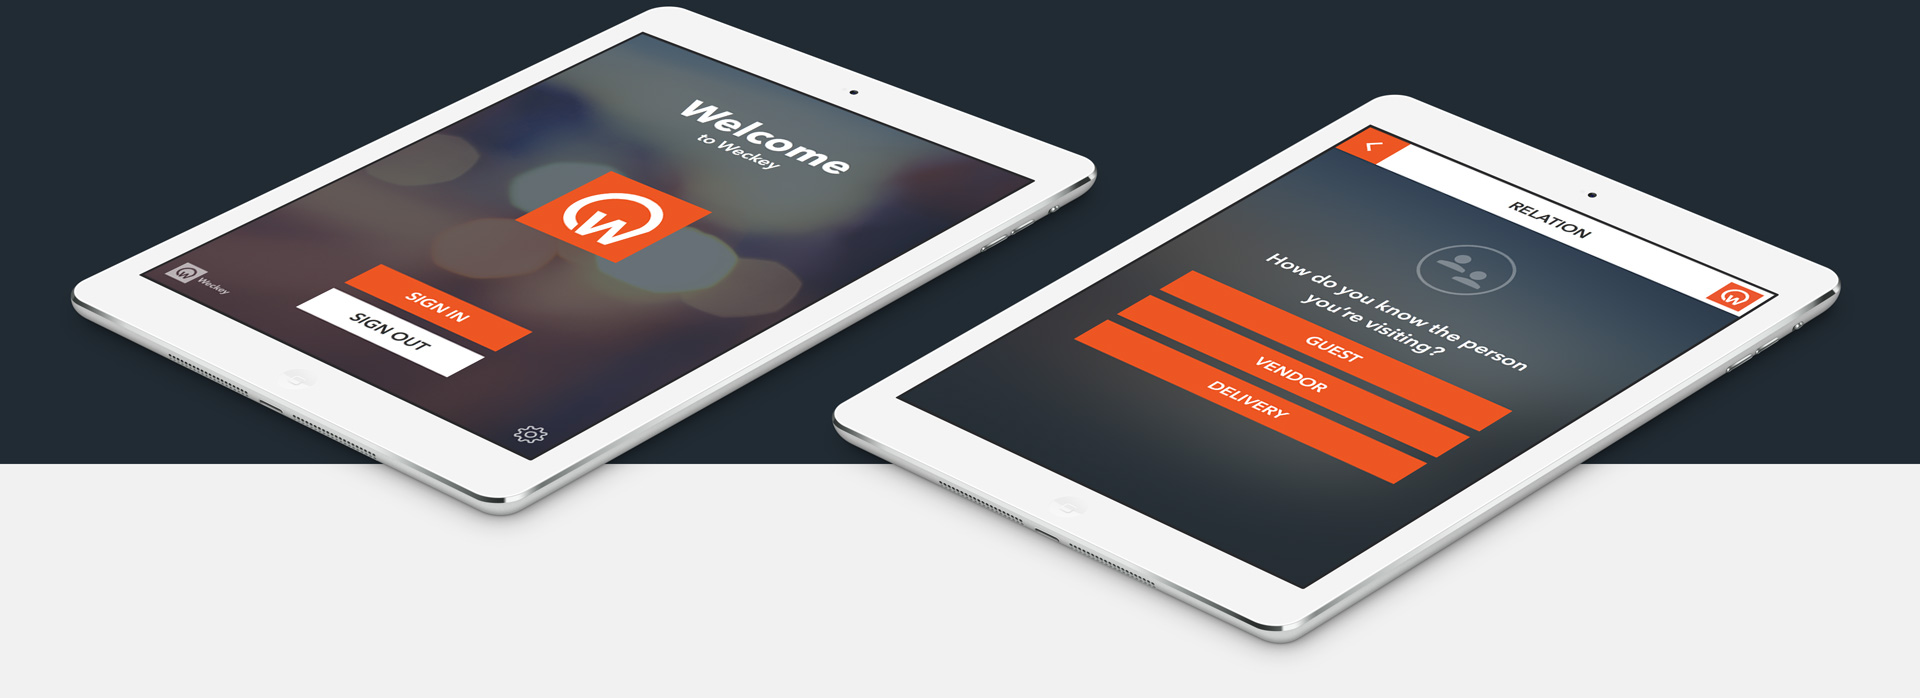 Welcome
to Weckey
W
SIGN IN
SIGN OUT
W Weckey
RELATION
W
How do you know the person
you're visiting?
GUEST
VENDOR
DELIVERY